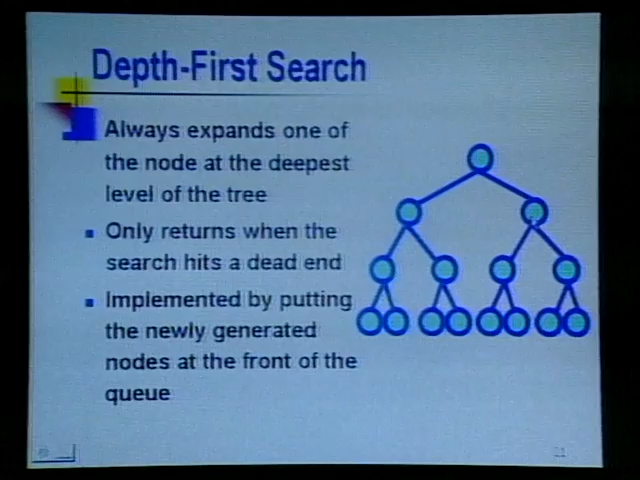 Depth-First Search
Always expands one of
the node at the deepest
level of the tree
Only returns when the
search hits a dead end
Implemented by putting
the newly generated
nodes at the front of the
queue